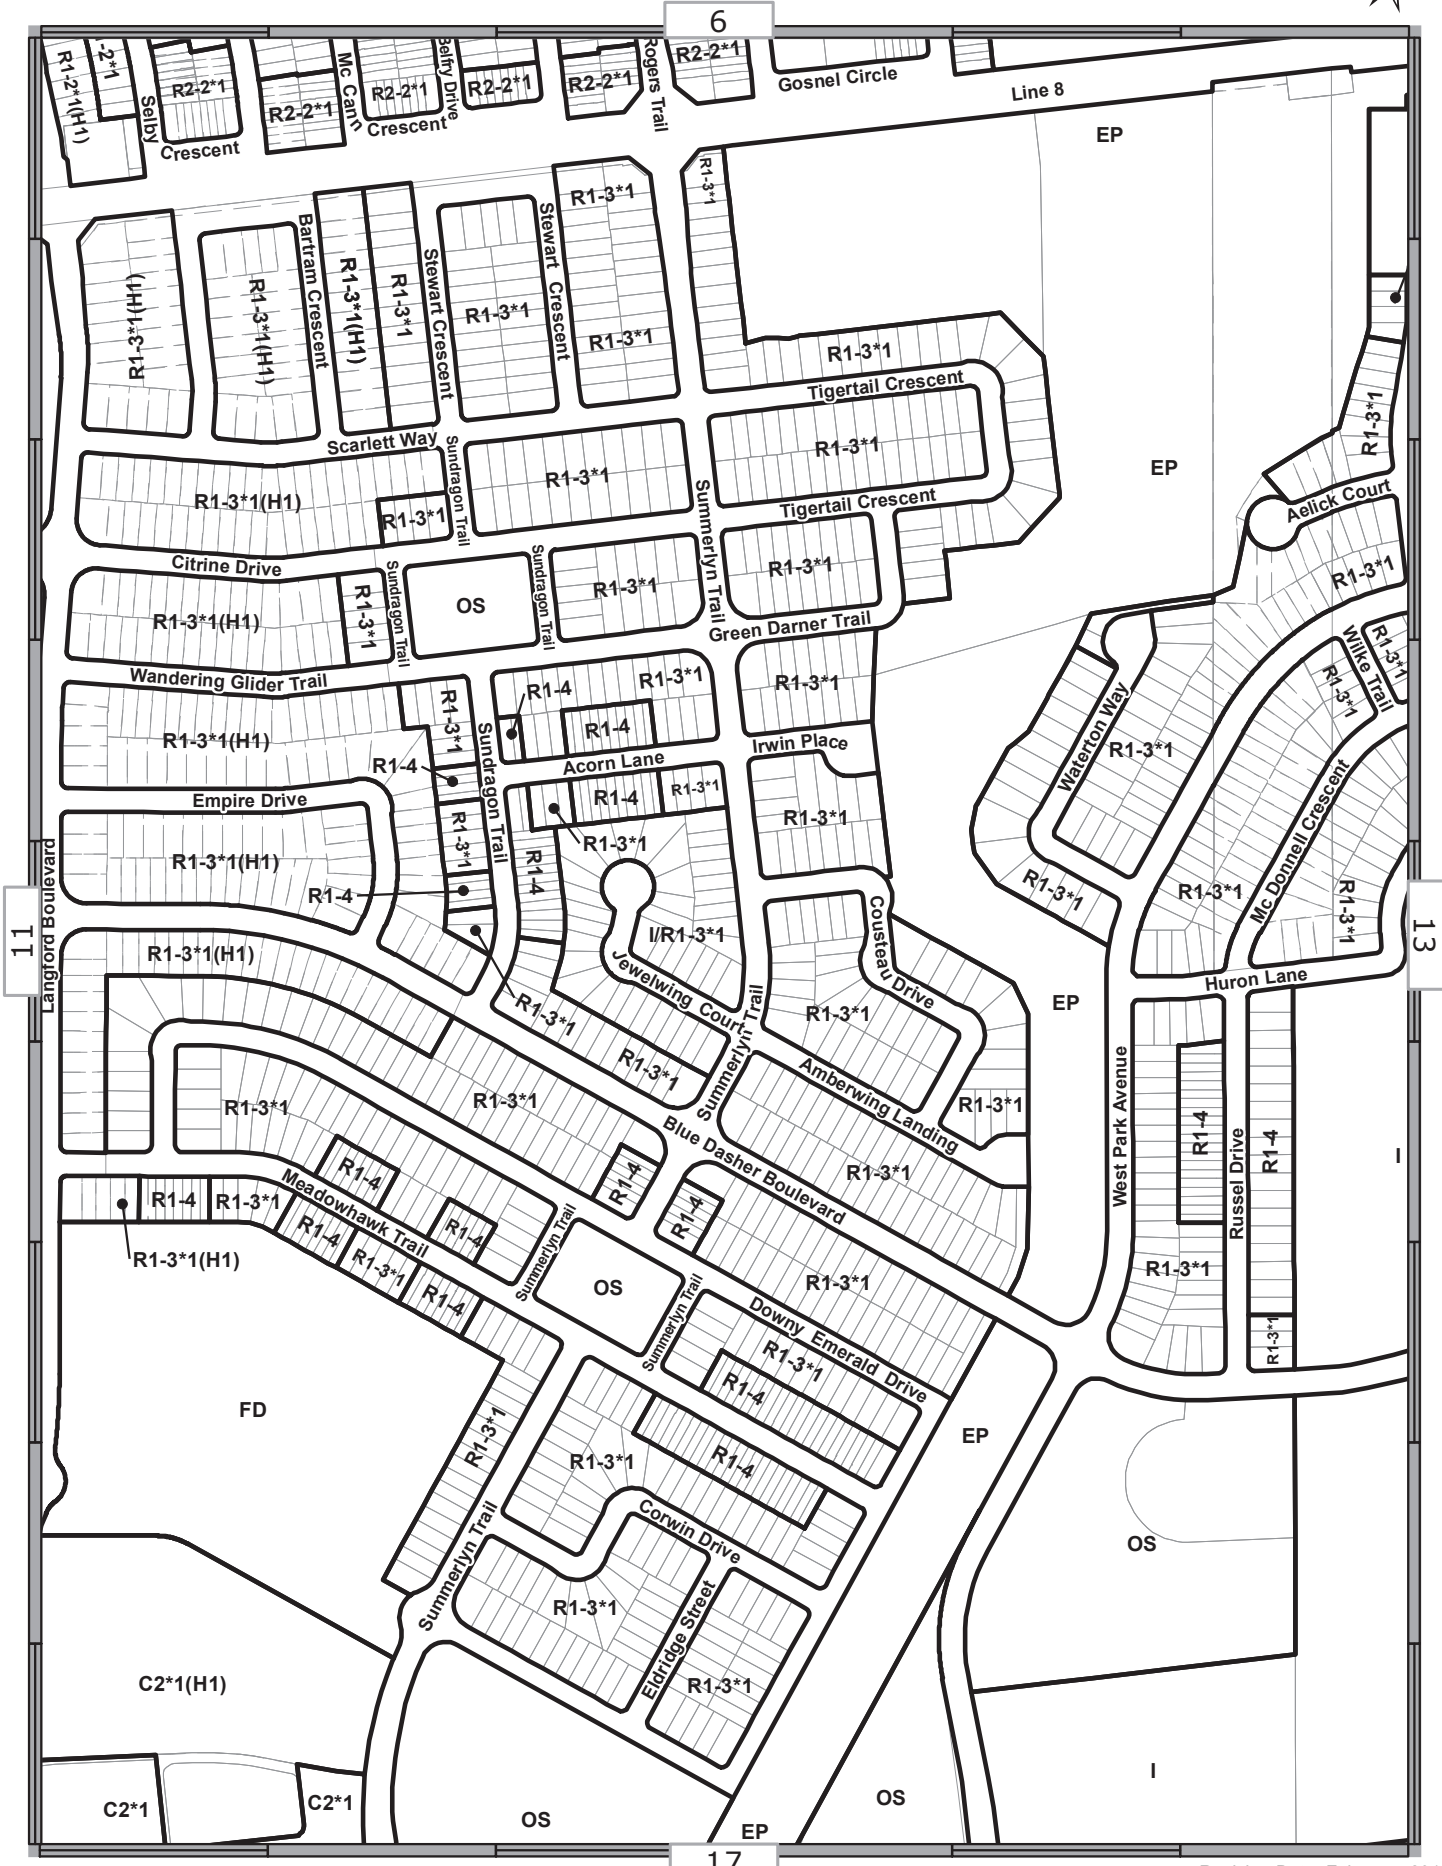 6
R1-2*1(H1)
-2*1
Selby
Crescent
R2-2*1
R2-2*1
Mc Cann
Crescent
R2-2*1
Belfry Drive
R2-2*1
R2-2*1
Rogers Trail
R2-2*1
Gosnel Circle
Line 8
EP
R1-3*1
R1-3*1
R1-3*1(H1)
R1-3*1(H1)
Bartram Crescent
R1-3*1(H1)
R1-3*1
Stewart Crescent
R1-3*1
Stewart Crescent
R1-3*1
R1-3*1
Tigertail Crescent
R1-3*1
R1-3*1
Scarlett Way
Sundragon Trail
R1-3*1
R1-3*1(H1)
R1-3*1
Summerlyn Trail
Tigertail Crescent
EP
Aelick Court
R1-3*1
Citrine Drive
R1-3*1(H1)
R1-3*1
Sundragon Trail
OS
Sundragon Trail
R1-3*1
R1-3*1
Green Darner Trail
Wandering Glider Trail
R1-3*1(H1)
R1-3*1
R1-4
R1-3*1
R1-4
R1-3*1
Wilke Trail
R1-3*1
R1-3*1
Waterton Way
R1-3*1
R1-4
Sundragon Trail
Acorn Lane
Irwin Place
Empire Drive
R1-4
R1-3*1
R1-3*1
R1-3*1
R1-3*1
Mc Donnell Crescent
R1-3*1(H1)
R1-3*1
R1-4
R1-4
R1-3*1
R1-3*1
R1-3*1
Langford Boulevard
11
13
R1-3*1(H1)
I/R1-3*1
Jewelwing Court
Cousteau Drive
R1-3*1
Huron Lane
R1-3*1
R1-3*1
EP
Summerlyn Trail
Amberwing Landing
R1-3*1
R1-3*1
R1-3*1
Blue Dasher Boulevard
R1-3*1
West Park Avenue
R1-4
Russel Drive
R1-4
I
R1-4
R1-4
R1-4
Meadowhawk Trail
R1-4
R1-3*1
R1-4
R1-3*1
R1-4
R1-3*1(H1)
Summerlyn Trail
OS
Summerlyn Trail
R1-3*1
R1-3*1
R1-3*1
Downy Emerald Drive
R1-3*1
R1-4
FD
R1-3*1
R1-3*1
R1-4
EP
Corwin Drive
Summerlyn Trail
OS
R1-3*1
Eldridge Street
R1-3*1
C2*1(H1)
C2*1
C2*1
OS
EP
OS
I
17